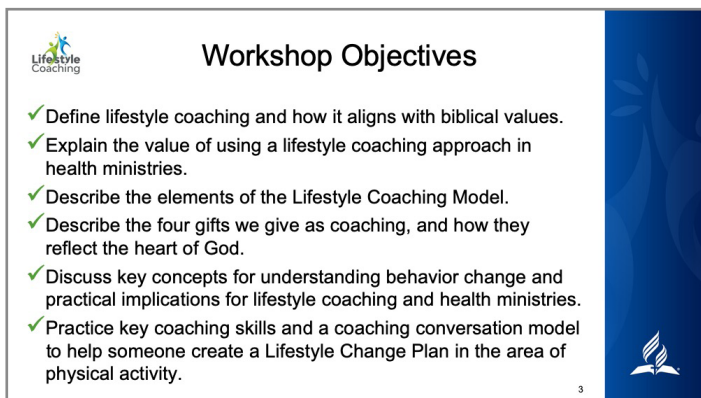 Lifestyle
Coaching
Workshop Objectives
✓Define lifestyle coaching and how it aligns with biblical values.
✓Explain the value of using a lifestyle coaching approach in
health ministries.
✓Describe the elements of the Lifestyle Coaching Model.
✓Describe the four gifts we give as coaching, and how they
reflect the heart of God.
✓Discuss key concepts for understanding behavior change and
practical implications for lifestyle coaching and health ministries.
✓Practice key coaching skills and a coaching conversation model
to help someone create a Lifestyle Change Plan in the area of
physical activity.
3